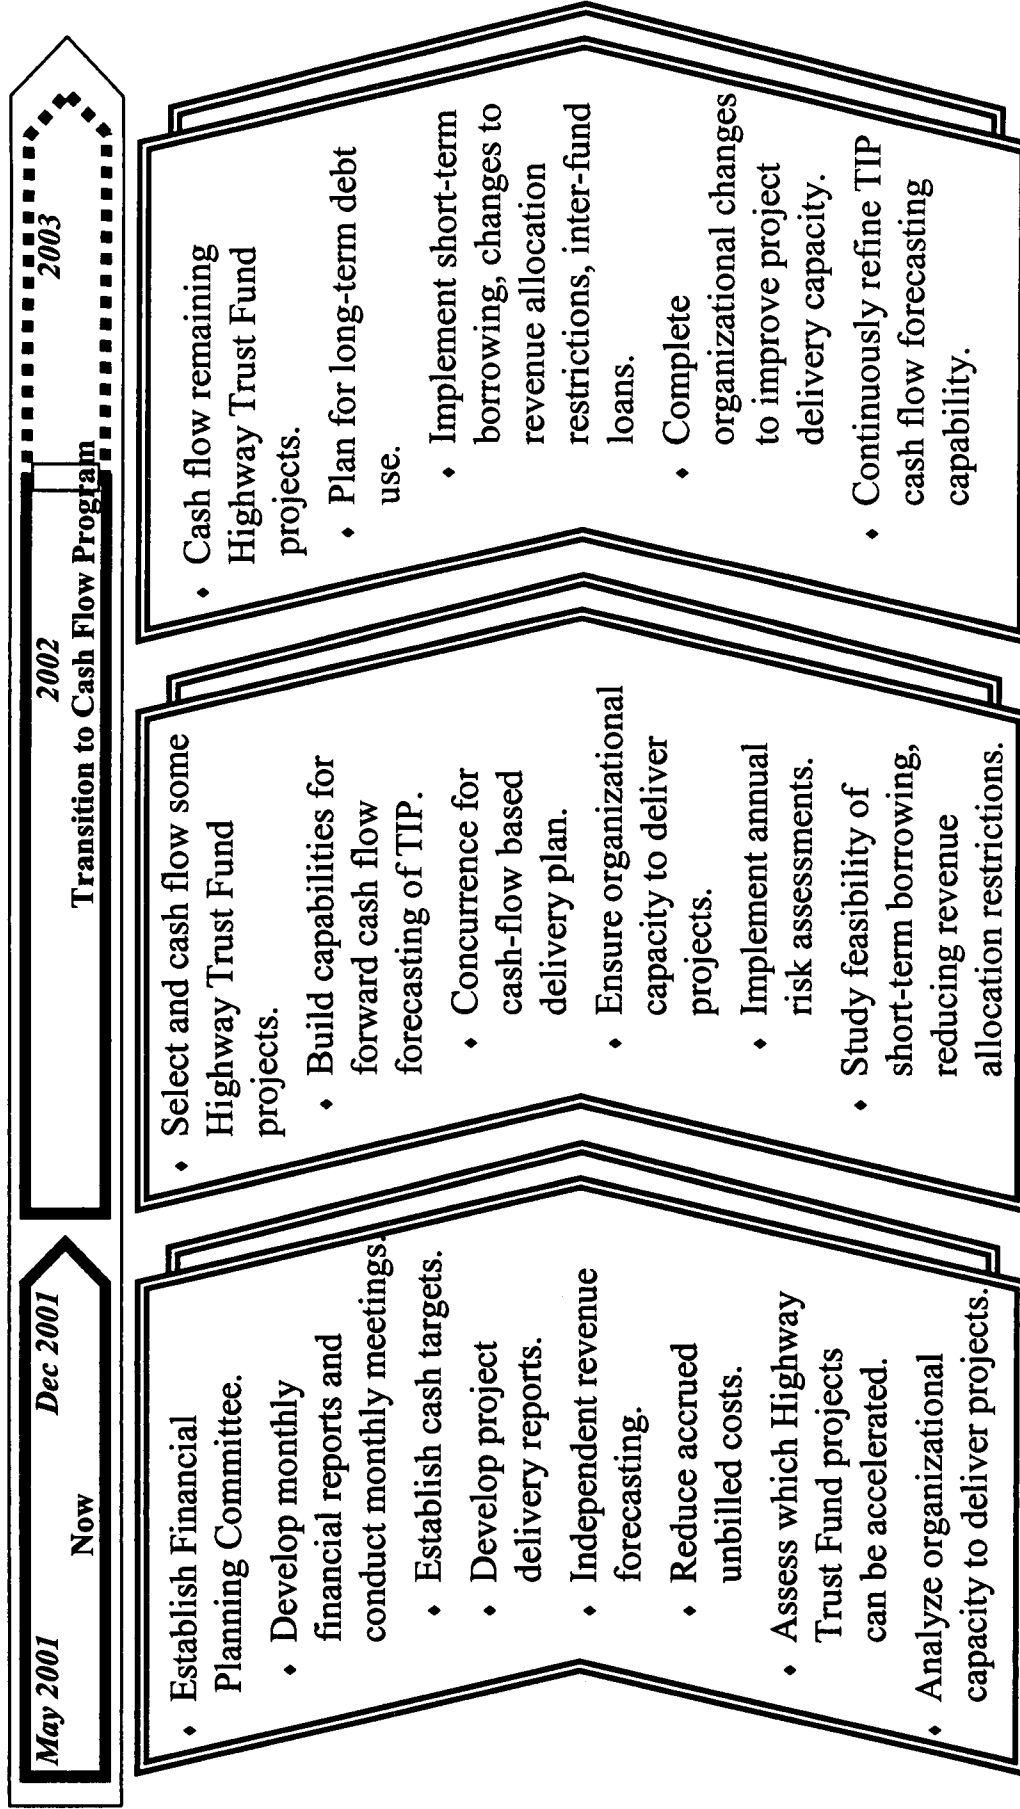 May 2001 Dec 2001 2002 2003
Now Transition to Cash Flow Program
♦ Establish Financial
Planning Committee.
♦ Develop monthly
financial reports and
conduct monthly meetings.
♦ Establish cash targets.
♦ Develop project
delivery reports.
♦ Independent revenue
forecasting.
♦ Reduce accrued
unbilled costs.
♦ Assess which Highway
Trust Fund projects
can be accelerated.
♦ Analyze organizational
capacity to deliver projects.
♦ Select and cash flow some
Highway Trust Fund
projects.
♦ Build capabilities for
forward cash flow
forecasting of TIP.
♦ Concurrence for
cash-flow based
delivery plan.
♦ Ensure organizational
capacity to deliver
projects.
♦ Implement annual
risk assessments.
♦ Study feasibility of
short-term borrowing,
reducing revenue
allocation restrictions.
♦ Cash flow remaining
Highway Trust Fund
projects.
♦ Plan for long-term debt
use.
♦ Implement short-term
borrowing, changes to
revenue allocation
restrictions, inter-fund
loans.
♦ Complete
organizational changes
to improve project
delivery capacity.
♦ Continuously refine TIP
cash flow forecasting
capability.